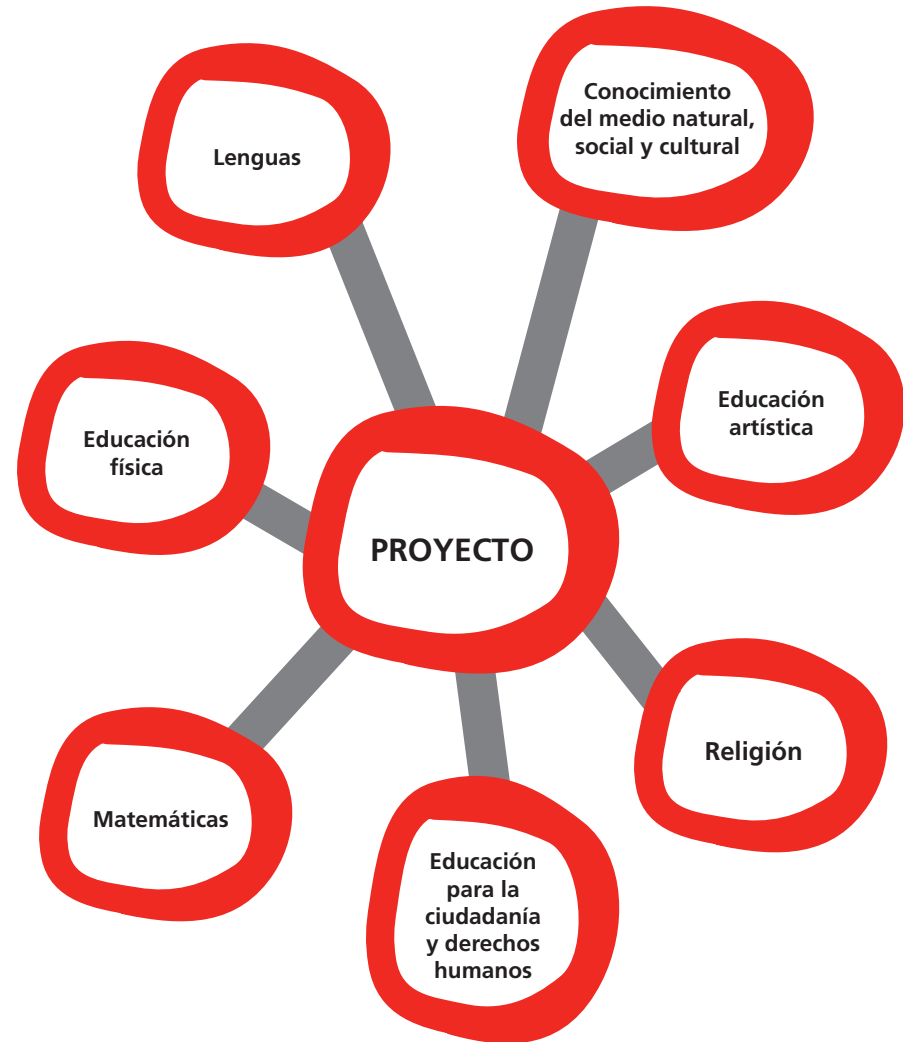 Lenguas
Conocimiento
del medio natural,
social y cultural
Educación
física
Educación
artística
PROYECTO
Matemáticas
Religión
Educación
para la
ciudadanía
y derechos
humanos